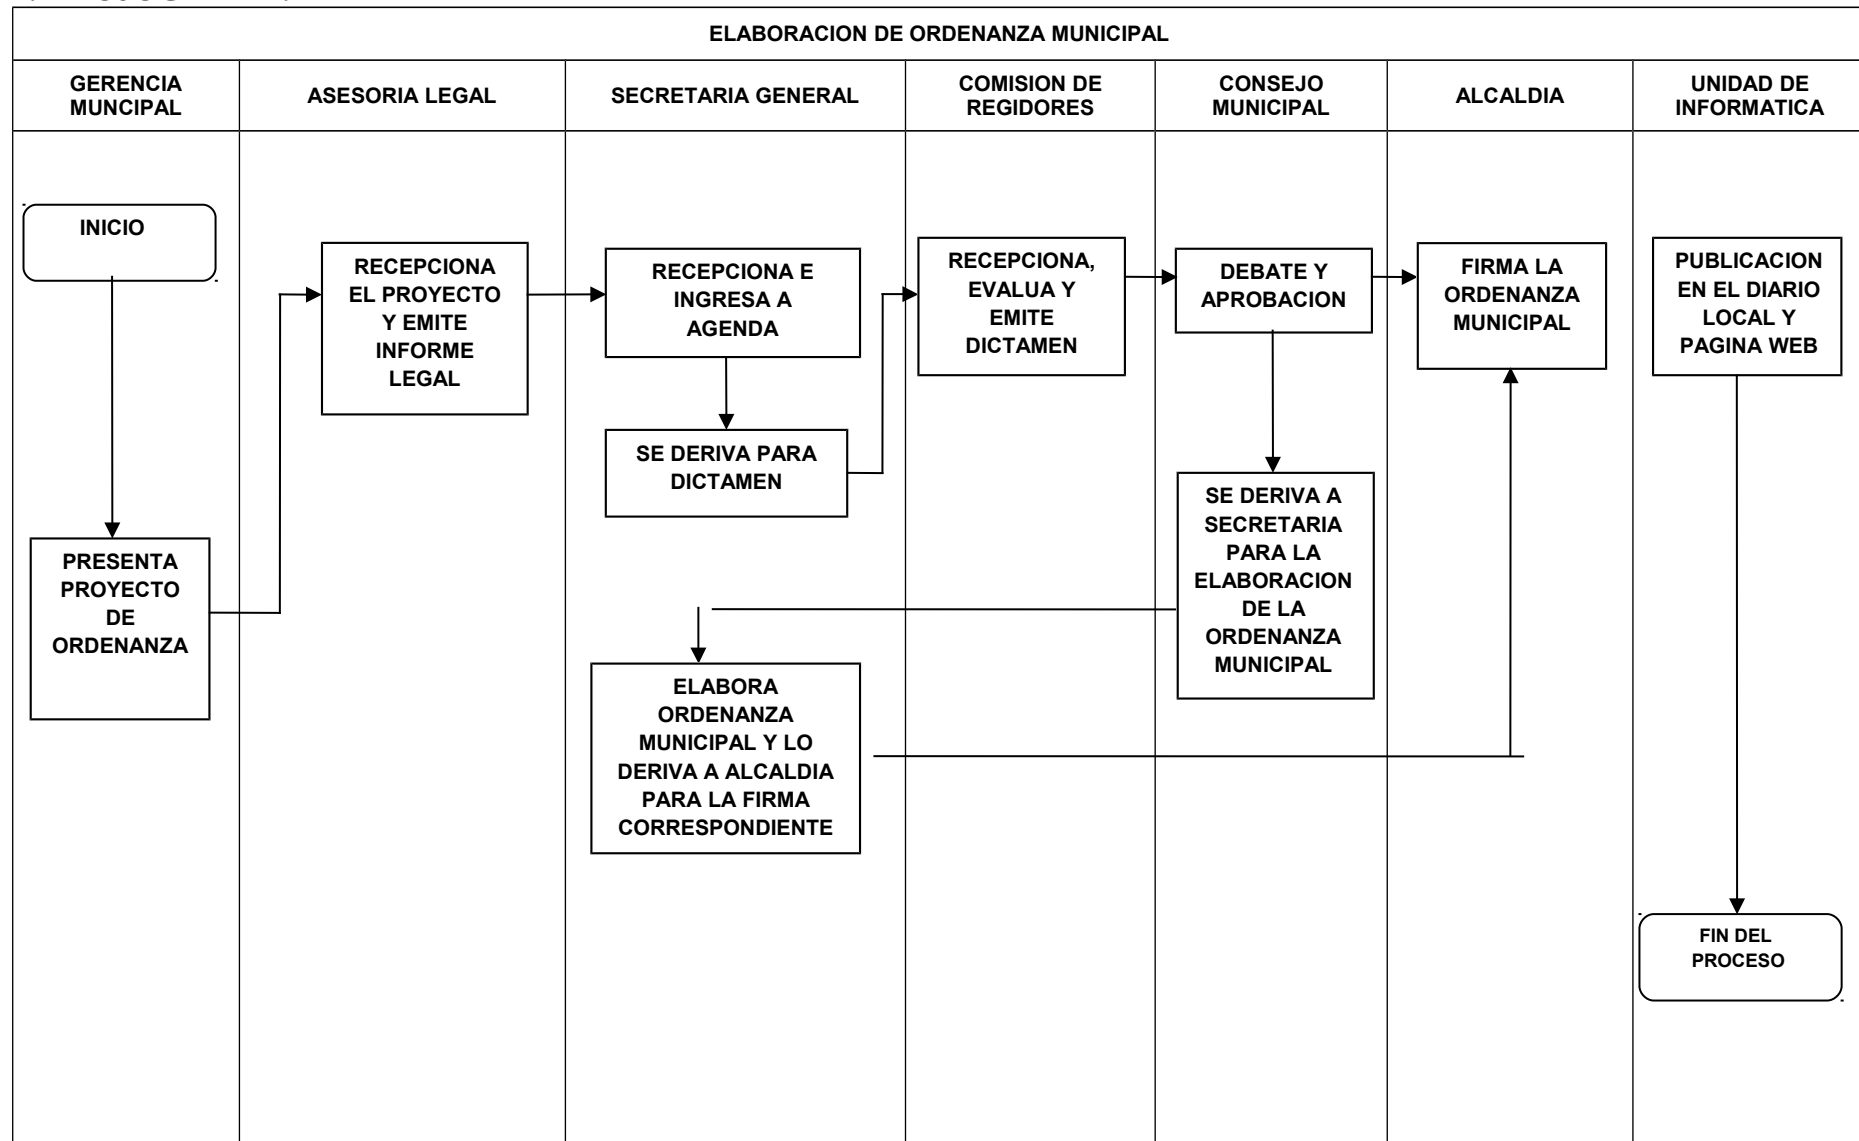 ELABORACION DE ORDENANZA MUNICIPAL
GERENCIA
MUNCIPAL
ASESORIA LEGAL
SECRETARIA GENERAL
COMISION DE
REGIDORES
CONSEJO
MUNICIPAL
ALCALDIA
UNIDAD DE
INFORMATICA
INICIO
PRESENTA
PROYECTO
DE
ORDENANZA
RECEPCIONA
EL PROYECTO
Y EMITE
INFORME
LEGAL
RECEPCIONA E
INGRESA A
AGENDA
SE DERIVA PARA
DICTAMEN
RECEPCIONA,
EVALUA Y
EMITE
DICTAMEN
DEBATE Y
APROBACION
SE DERIVA A
SECRETARIA
PARA LA
ELABORACION
DE LA
ORDENANZA
MUNICIPAL
ELABORA
ORDENANZA
MUNICIPAL Y LO
DERIVA A ALCALDIA
PARA LA FIRMA
CORRESPONDIENTE
FIRMA LA
ORDENANZA
MUNICIPAL
PUBLICACION
EN EL DIARIO
LOCAL Y
PAGINA WEB
FIN DEL
PROCESO